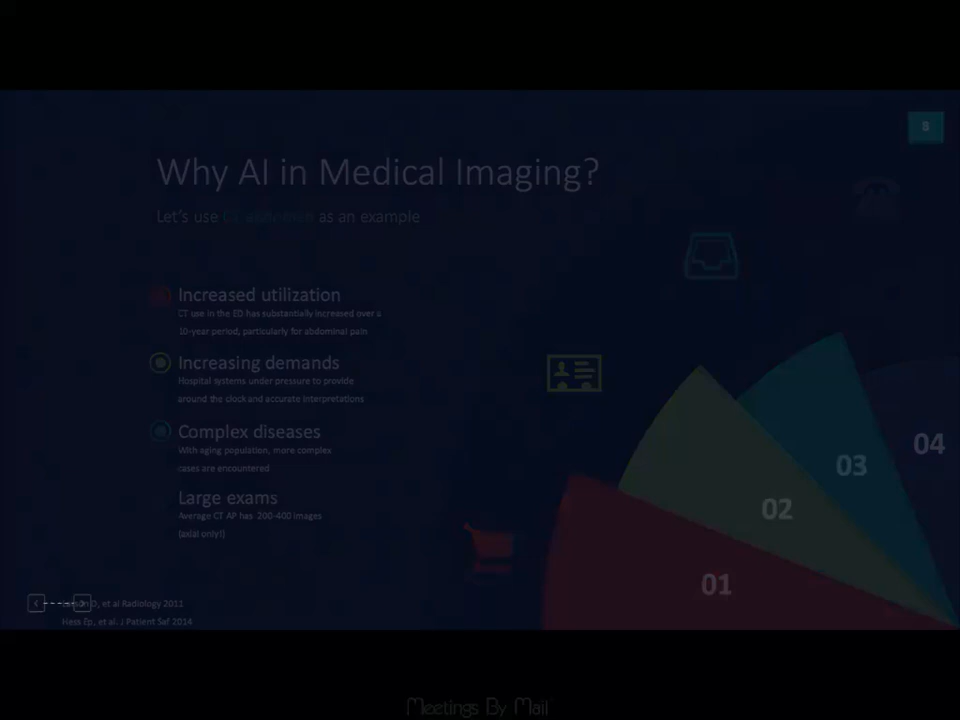 8
Why AI in Medical Imaging?
Let's use CT abdomen as an example
Increased utilization
CT use in the ED has substantially increased over a
10-year period, particularly for abdominal pain
Increasing demands
Hospital systems under pressure to provide
around the clock and accurate interpretations
Complex diseases
With aging population, more complex
cases are encountered
Large exams
Average CT AP has 200-400 images
(axial only!)
01
02
03
04
D, et al Radiology 2011
Hess Ep, et al. J Patient Saf 2014
Meetings By Mail